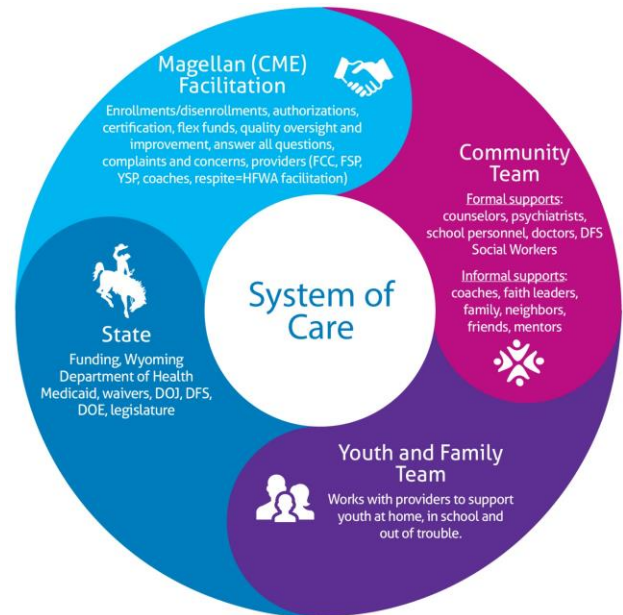 Magellan (CME)
Facilitation
Enrollments/disenrollments, authorizations,
certification, flex funds, quality oversight and
improvement, answer all questions,
complaints and concerns, providers (FCC, FSP,
YSP, coaches, respite=HFWA facilitation)
Community
Team
Formal supports:
counselors, psychiatrists,
school personnel, doctors, DFS
Social Workers
Informal supports:
coaches, faith leaders,
family, neighbors,
friends, mentors
System of
Care
State
Funding, Wyoming
Department of Health
Medicaid, waivers, DOJ, DFS,
DOE, legislature
Youth and Family
Team
Works with providers to support
youth at home, in school and
out of trouble.